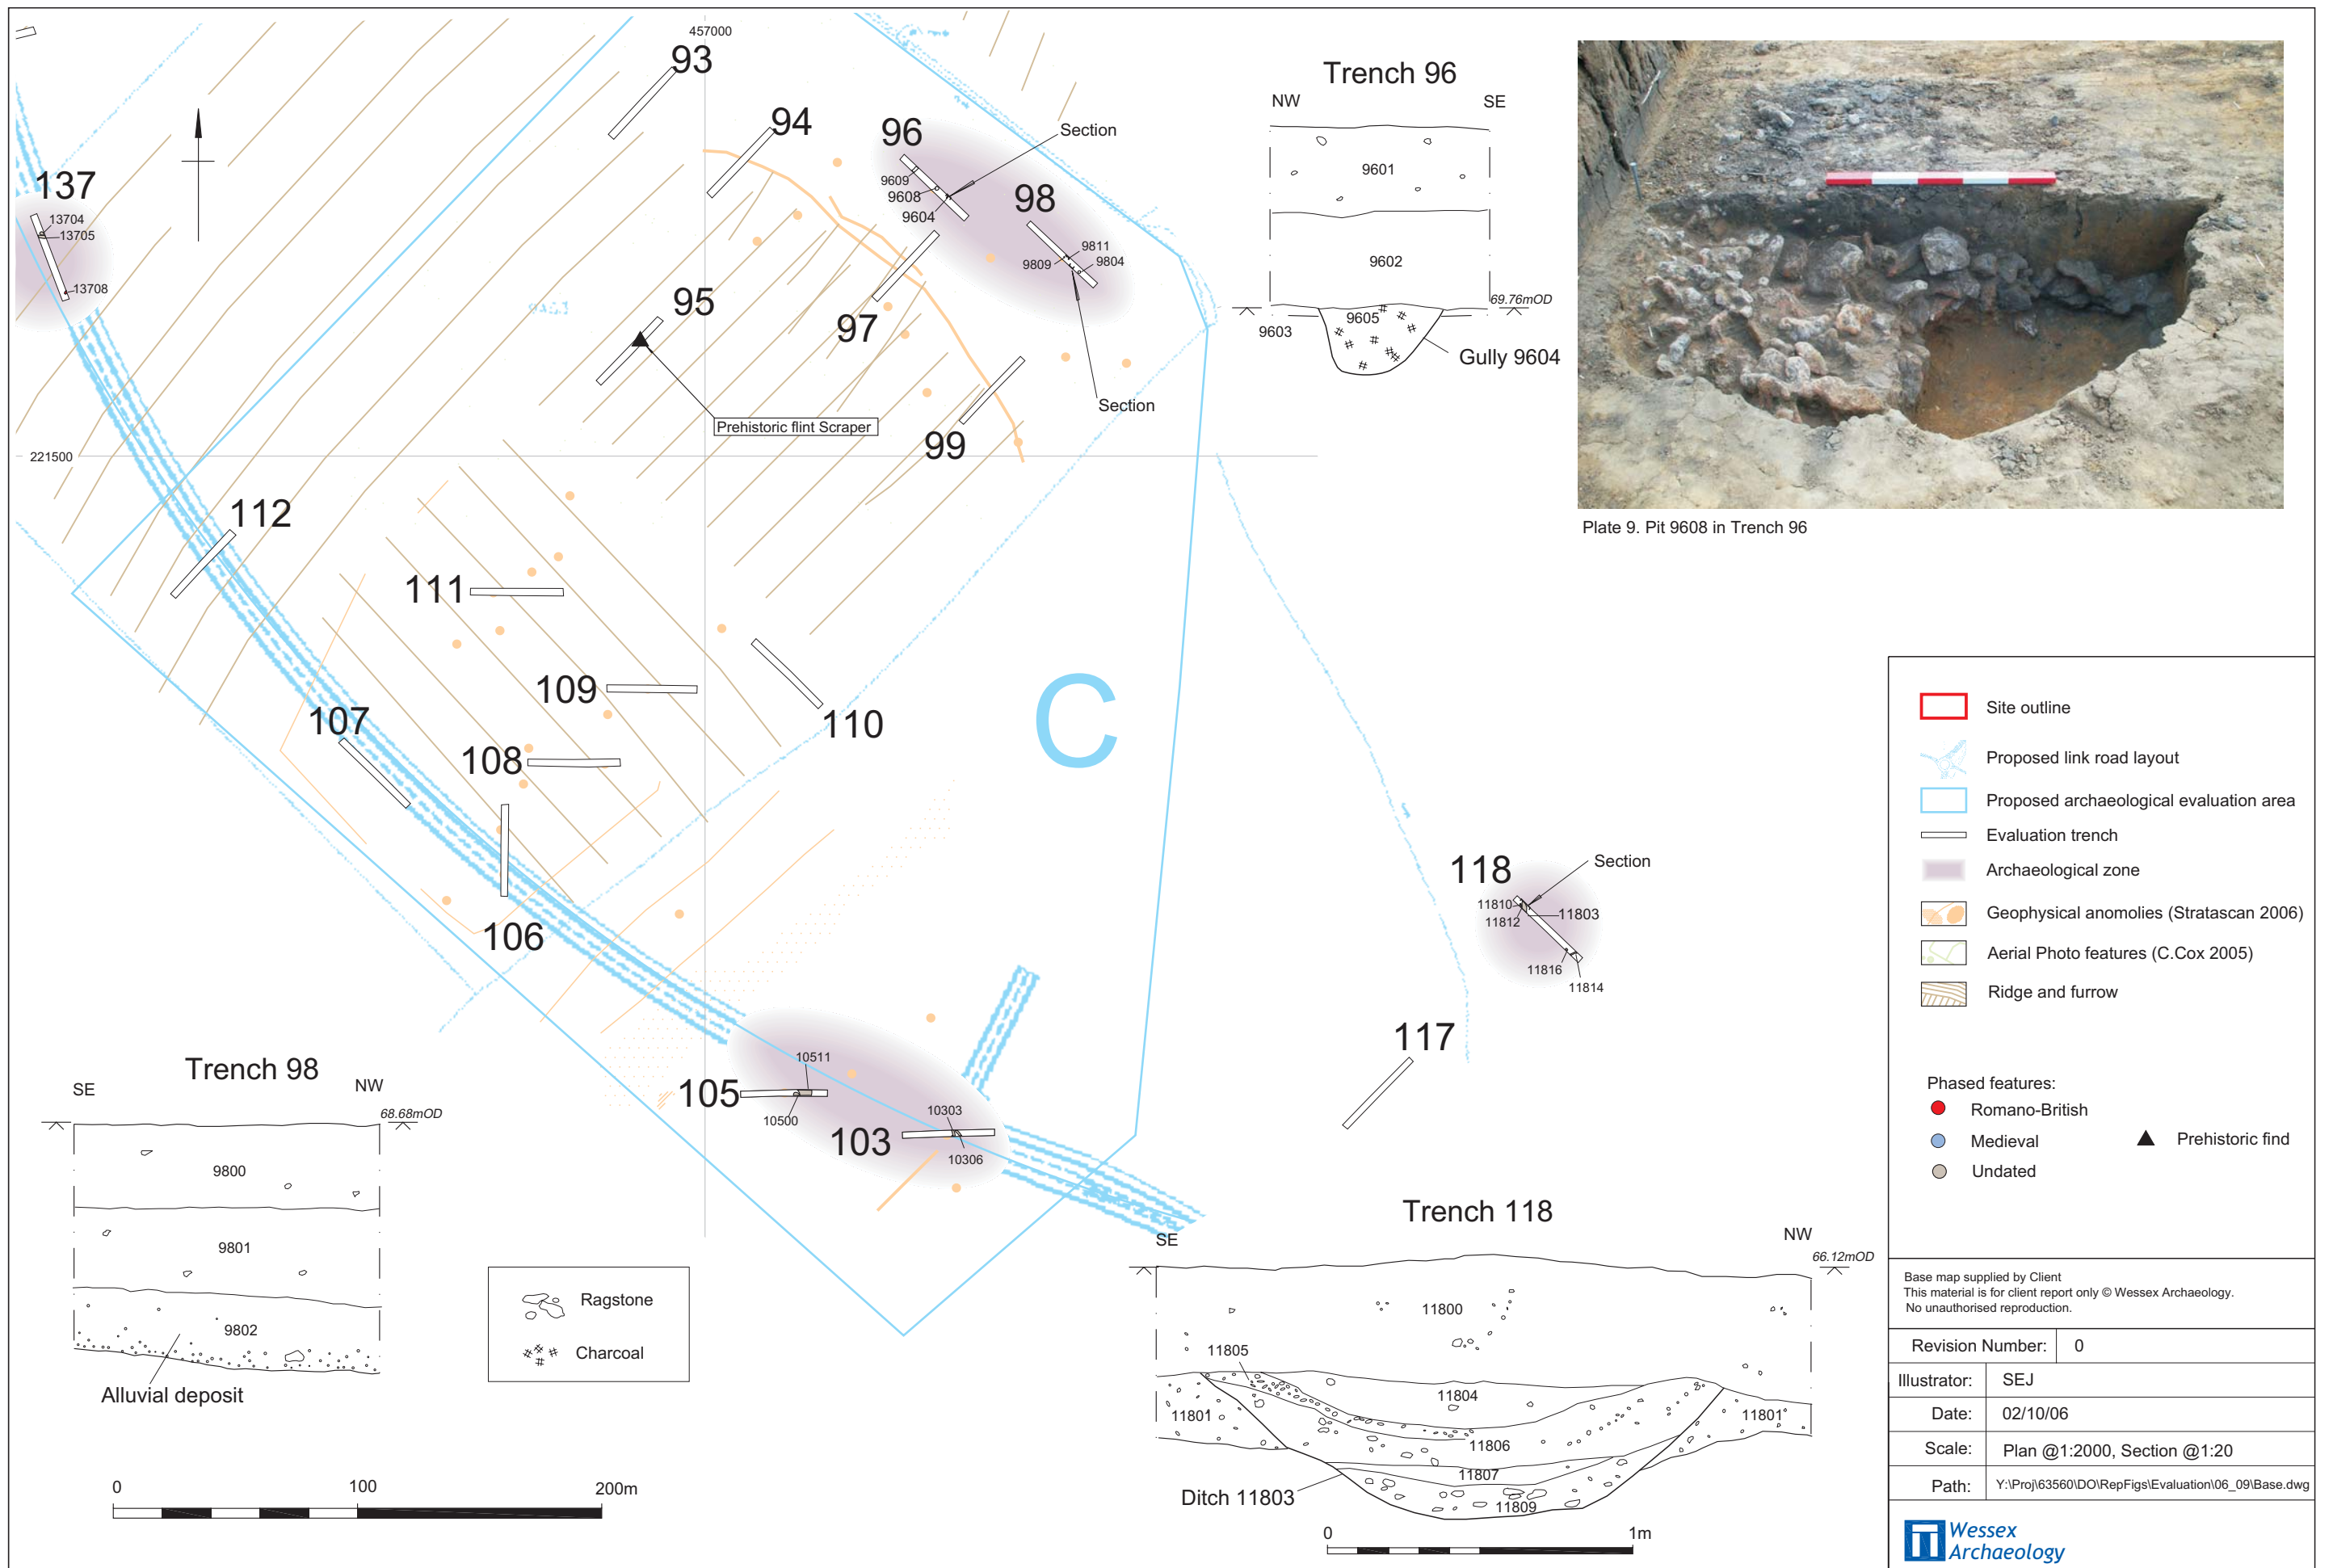 457000
93
94
96
Section
9609
9608
9604
98
9811
9809
9804
Section
137
13704
13705
13708
95
97
Prehistoric flint Scraper
99
221500
112
111
109
110
107
108
106
C
118
Section
11810
11812
11803
11816
11814
117
105
10511
10500
103
10303
10306
Trench 96
NW
SE
9601
9602
69.76mOD
9603
9605
Gully 9604
Plate 9. Pit 9608 in Trench 96
Trench 98
SE
NW
68.68mOD
9800
9801
9802
Alluvial deposit
Ragstone
Charcoal
0
100
200m
Trench 118
SE
NW
66.12mOD
11800
11805
11804
11801
11801
11806
11807
11809
Ditch 11803
0
1m
Site outline
Proposed link road layout
Proposed archaeological evaluation area
Evaluation trench
Archaeological zone
Geophysical anomolies (Stratascan 2006)
Aerial Photo features (C.Cox 2005)
Ridge and furrow
Phased features:
Romano-British
Medieval
Prehistoric find
Undated
Base map supplied by Client
This material is for client report only © Wessex Archaeology.
No unauthorised reproduction.
Revision Number: 0
Illustrator: SEJ
Date: 02/10/06
Scale: Plan @1:2000, Section @1:20
Path: Y:\Proj\63560\DO\RepFigs\Evaluation\06_09\Base.dwg
Wessex
Archaeology